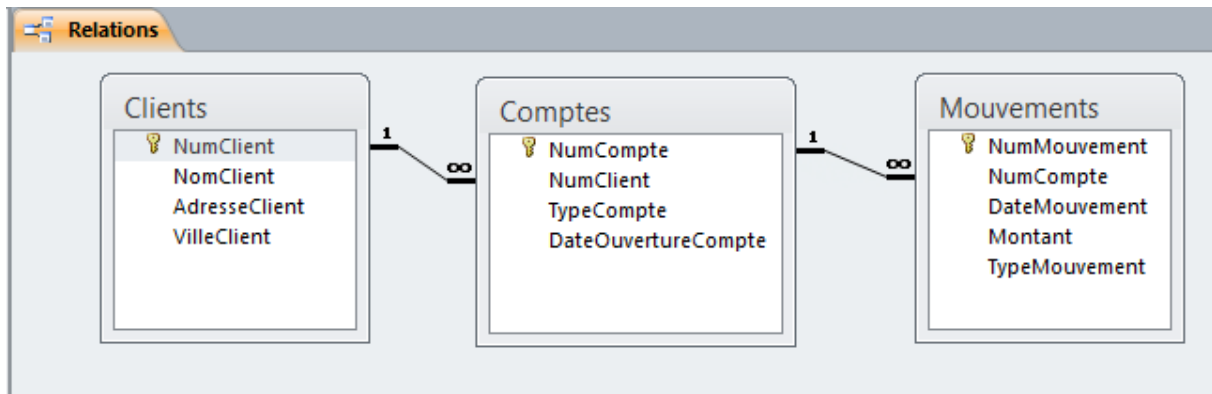 Relations
Clients
NumClient
NomClient
AdresseClient
VilleClient
1
∞
Comptes
NumCompte
NumClient
TypeCompte
DateOuvertureCompte
1
∞
Mouvements
NumMouvement
NumCompte
DateMouvement
Montant
TypeMouvement